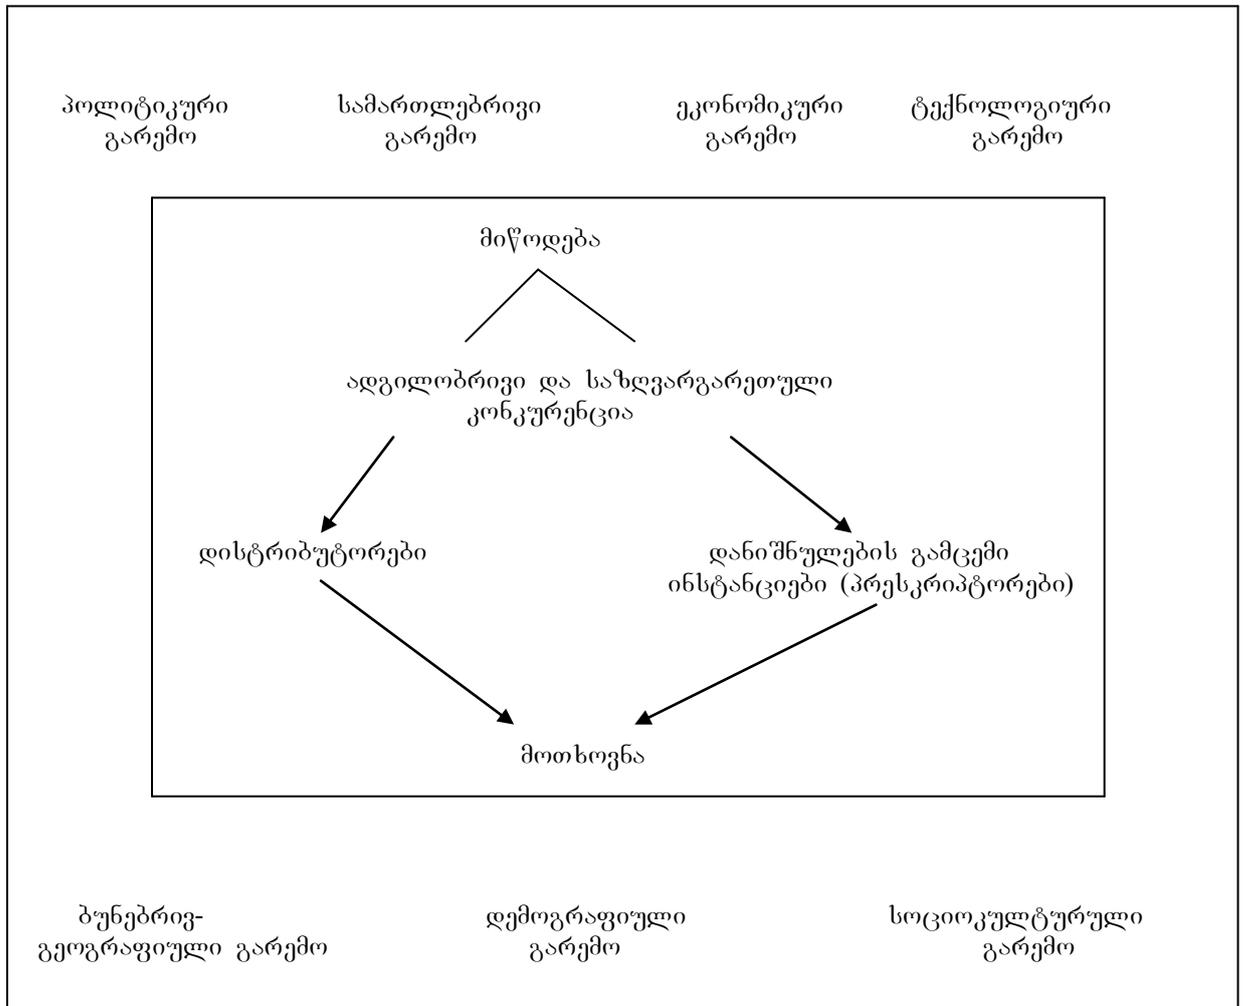 პოლიტიკური
გარემო
სამართლებრივი
გარემო
ეკონომიკური
გარემო
ტექნოლოგიური
გარემო
მიწოდება
ადგილობრივი და საზღვარგარეთული
კონკურენცია
დისტრიბუტორები
დანიშნულების გამცემი
ინსტანციები (პრესკრიპტორები)
მოთხოვნა
ბუნებრივ-
გეოგრაფიული გარემო
დემოგრაფიული
გარემო
სოციოკულტურული
გარემო